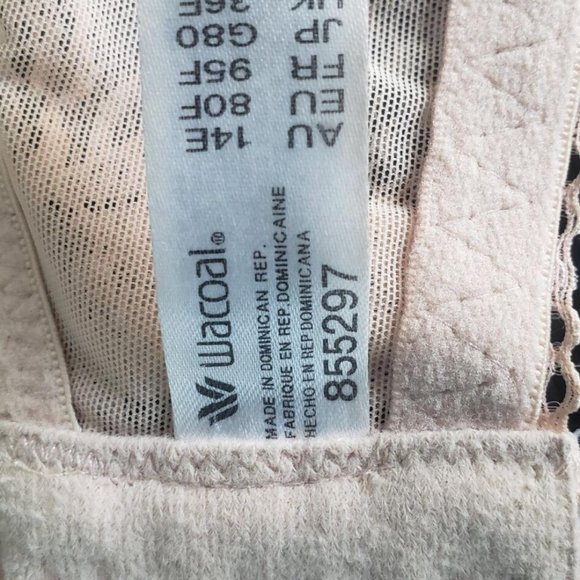 AU 14E
EU 80F
FR 95F
JP G80
UK 36E
Wacoal®
MADE IN DOMINICAN REP.
FABRIQUE EN REP.DOMINICAINE
HECHO EN REP.DOMINICANA
855297